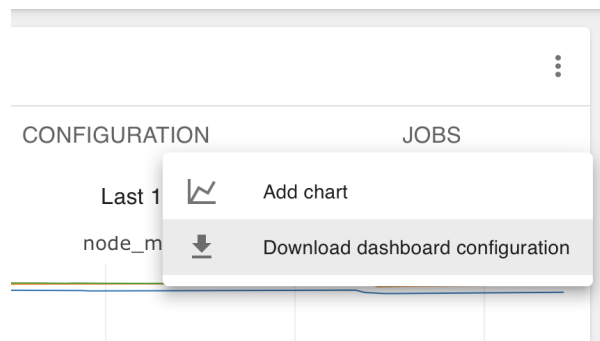 CONFIGURATION JOBS
Last 1
Add chart
node_m
Download dashboard configuration